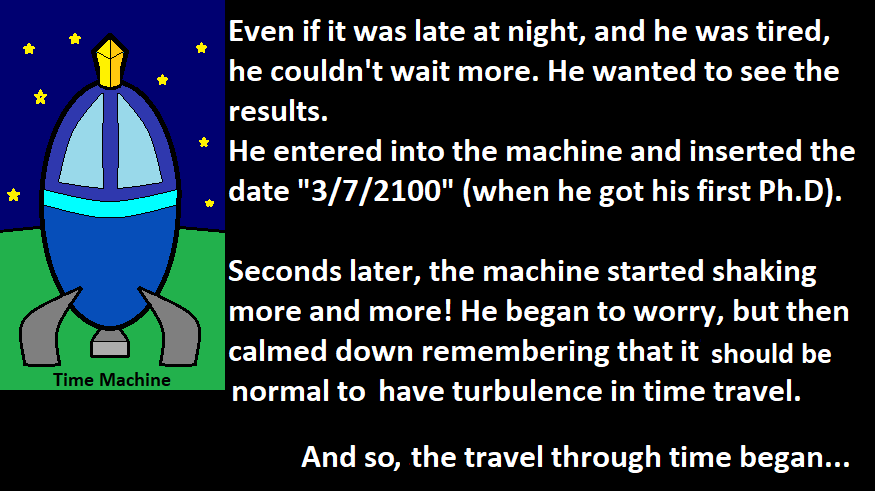 Even if it was late at night, and he was tired,
he couldn't wait more. He wanted to see the
results.
He entered into the machine and inserted the
date "3/7/2100" (when he got his first Ph.D).
Seconds later, the machine started shaking
more and more! He began to worry, but then
calmed down remembering that it should be
normal to have turbulence in time travel.
And so, the travel through time began...
Time Machine